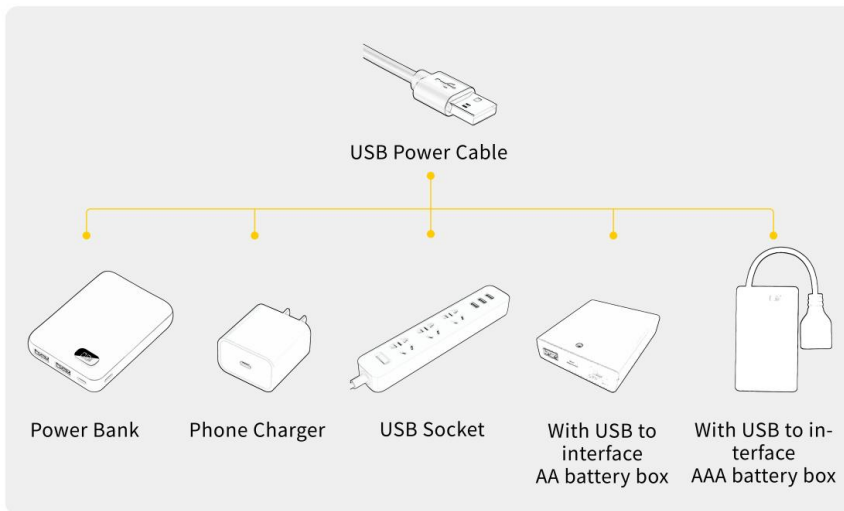 USB Power Cable
Power Bank
Phone Charger
USB Socket
With USB to
interface
AA battery box
With USB to in-
terface
AAA battery box